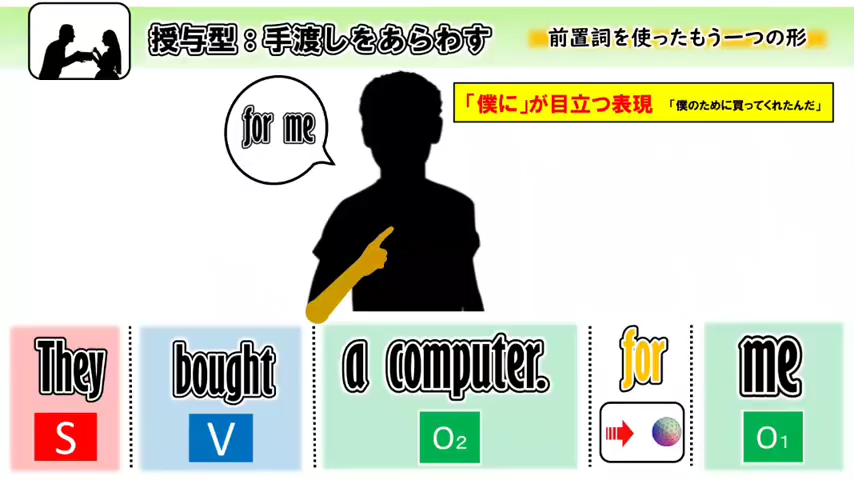 授与型：手渡しをあらわす
前置詞を使ったもう一つの形
「僕に」が目立つ表現 「僕のために買ってくれたんだ」
for me
They bought a computer. for me
S V O₂ O₁